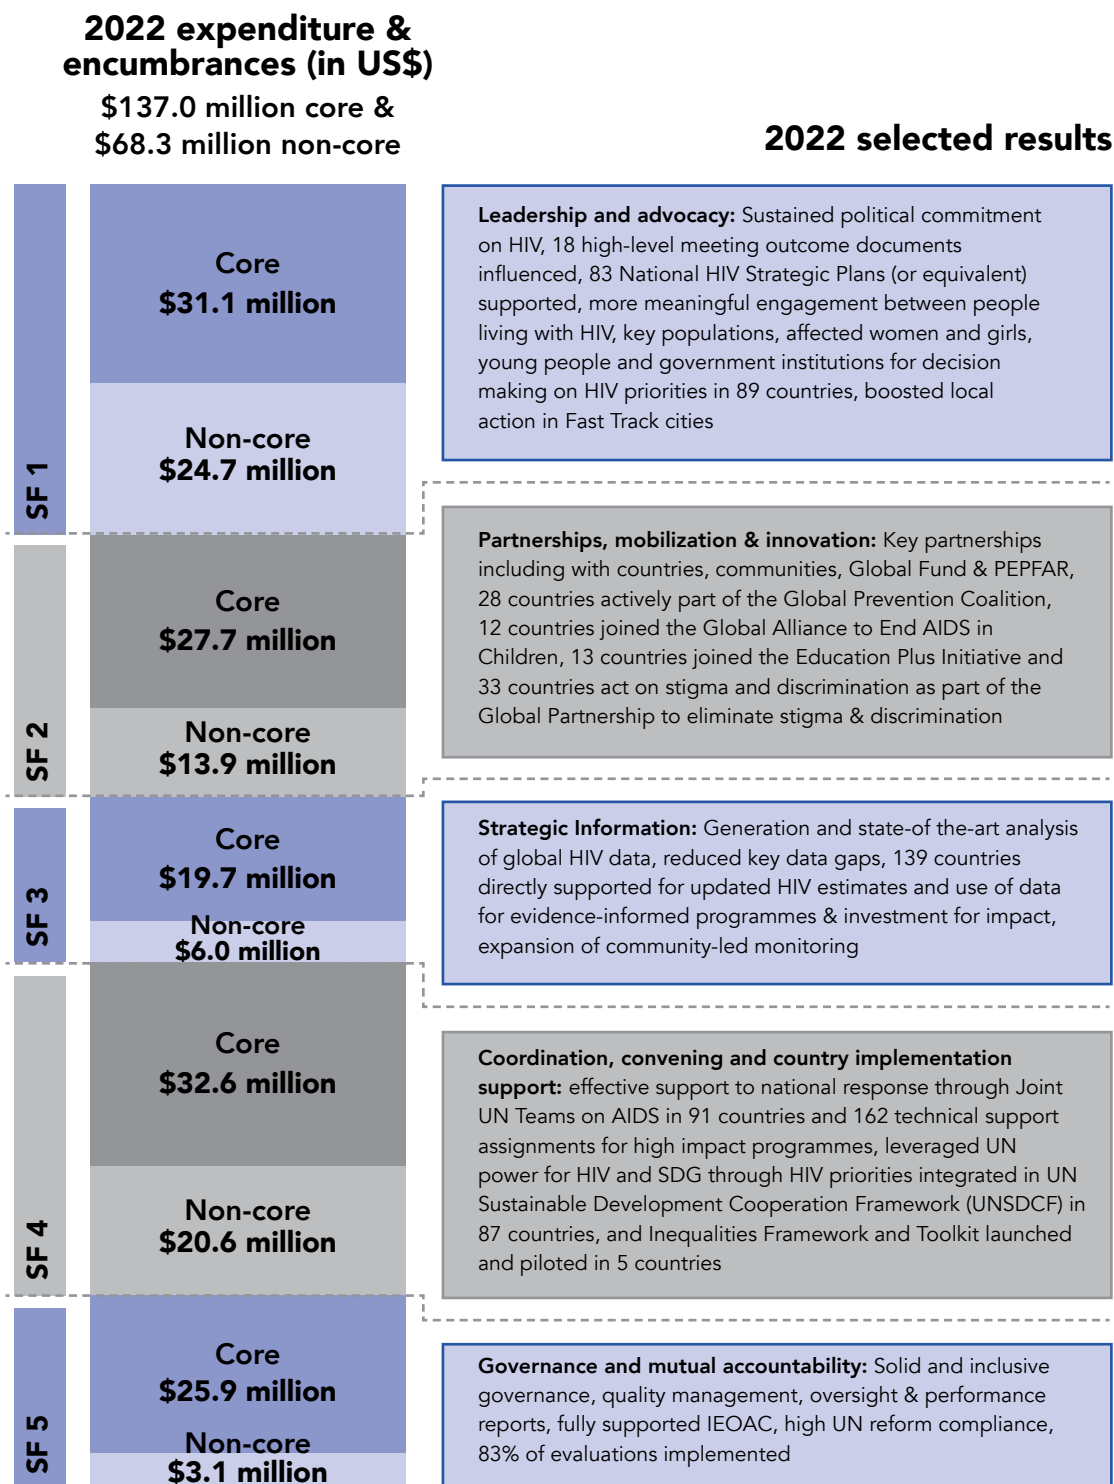 2022 expenditure &
encumbrances (in US$)
$137.0 million core &
$68.3 million non-core
2022 selected results
SF 1
Core
$31.1 million
Non-core
$24.7 million
Leadership and advocacy: Sustained political commitment
on HIV, 18 high-level meeting outcome documents
influenced, 83 National HIV Strategic Plans (or equivalent)
supported, more meaningful engagement between people
living with HIV, key populations, affected women and girls,
young people and government institutions for decision
making on HIV priorities in 89 countries, boosted local
action in Fast Track cities
SF 2
Core
$27.7 million
Non-core
$13.9 million
Partnerships, mobilization & innovation: Key partnerships
including with countries, communities, Global Fund & PEPFAR,
28 countries actively part of the Global Prevention Coalition,
12 countries joined the Global Alliance to End AIDS in
Children, 13 countries joined the Education Plus Initiative and
33 countries act on stigma and discrimination as part of the
Global Partnership to eliminate stigma & discrimination
SF 3
Core
$19.7 million
Non-core
$6.0 million
Strategic Information: Generation and state-of the-art analysis
of global HIV data, reduced key data gaps, 139 countries
directly supported for updated HIV estimates and use of data
for evidence-informed programmes & investment for impact,
expansion of community-led monitoring
SF 4
Core
$32.6 million
Non-core
$20.6 million
Coordination, convening and country implementation
support: effective support to national response through Joint
UN Teams on AIDS in 91 countries and 162 technical support
assignments for high impact programmes, leveraged UN
power for HIV and SDG through HIV priorities integrated in UN
Sustainable Development Cooperation Framework (UNSDCF) in
87 countries, and Inequalities Framework and Toolkit launched
and piloted in 5 countries
SF 5
Core
$25.9 million
Non-core
$3.1 million
Governance and mutual accountability: Solid and inclusive
governance, quality management, oversight & performance
reports, fully supported IEOAC, high UN reform compliance,
83% of evaluations implemented